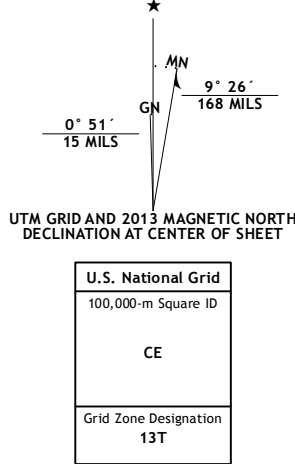 ★
MN
9° 26´
168 MILS
GN
0° 51´
15 MILS
UTM GRID AND 2013 MAGNETIC NORTH
DECLINATION AT CENTER OF SHEET
U.S. National Grid
100,000-m Square ID
CE
Grid Zone Designation
13T